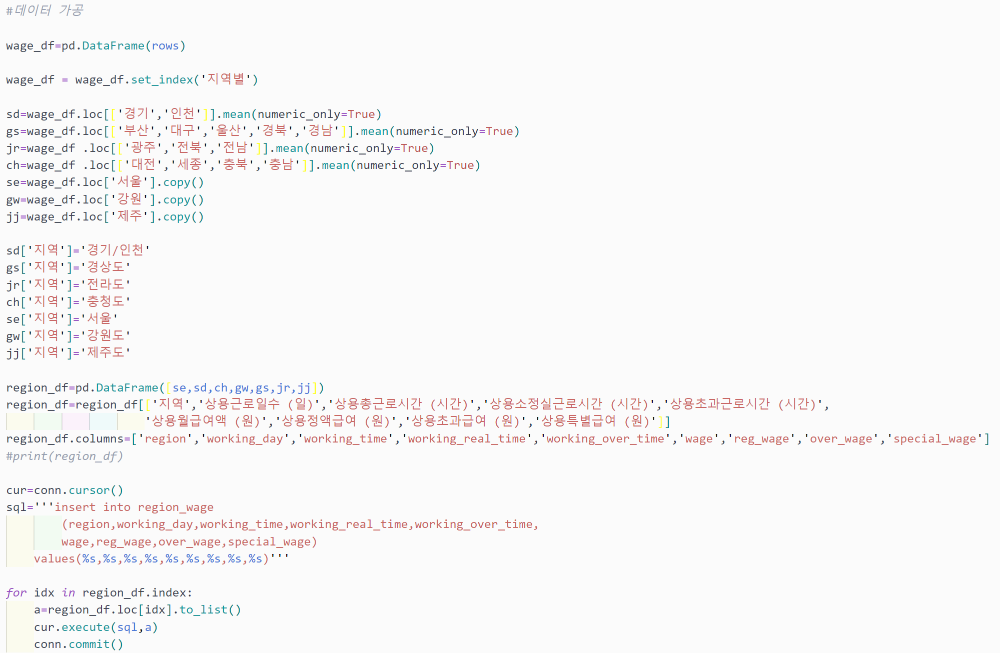 #데이터 가공
wage_df=pd.DataFrame(rows)
wage_df = wage_df.set_index('지역별')
sd=wage_df.loc[['경기','인천']].mean(numeric_only=True)
gs=wage_df.loc[['부산','대구','울산','경북','경남']].mean(numeric_only=True)
jr=wage_df .loc[['광주','전북','전남']].mean(numeric_only=True)
ch=wage_df .loc[['대전','세종','충북','충남']].mean(numeric_only=True)
se=wage_df.loc['서울'].copy()
gw=wage_df.loc['강원'].copy()
jj=wage_df.loc['제주'].copy()
sd['지역']='경기/인천'
gs['지역']='경상도'
jr['지역']='전라도'
ch['지역']='충청도'
se['지역']='서울'
gw['지역']='강원도'
jj['지역']='제주도'
region_df=pd.DataFrame([se,sd,ch,gw,gs,jr,jj])
region_df=region_df[['지역','상용근로일수 (일)','상용총근로시간 (시간)','상용소정실근로시간 (시간)','상용초과근로시간 (시간)',
'상용월급여액 (원)','상용정액급여 (원)','상용초과급여 (원)','상용특별급여 (원)']]
region_df.columns=['region','working_day','working_time','working_real_time','working_over_time','wage','reg_wage','over_wage','special_wage']
#print(region_df)
cur=conn.cursor()
sql='''insert into region_wage
(region,working_day,working_time,working_real_time,working_over_time,
wage,reg_wage,over_wage,special_wage)
values(%s,%s,%s,%s,%s,%s,%s,%s,%s)'''
for idx in region_df.index:
a=region_df.loc[idx].to_list()
cur.execute(sql,a)
conn.commit()